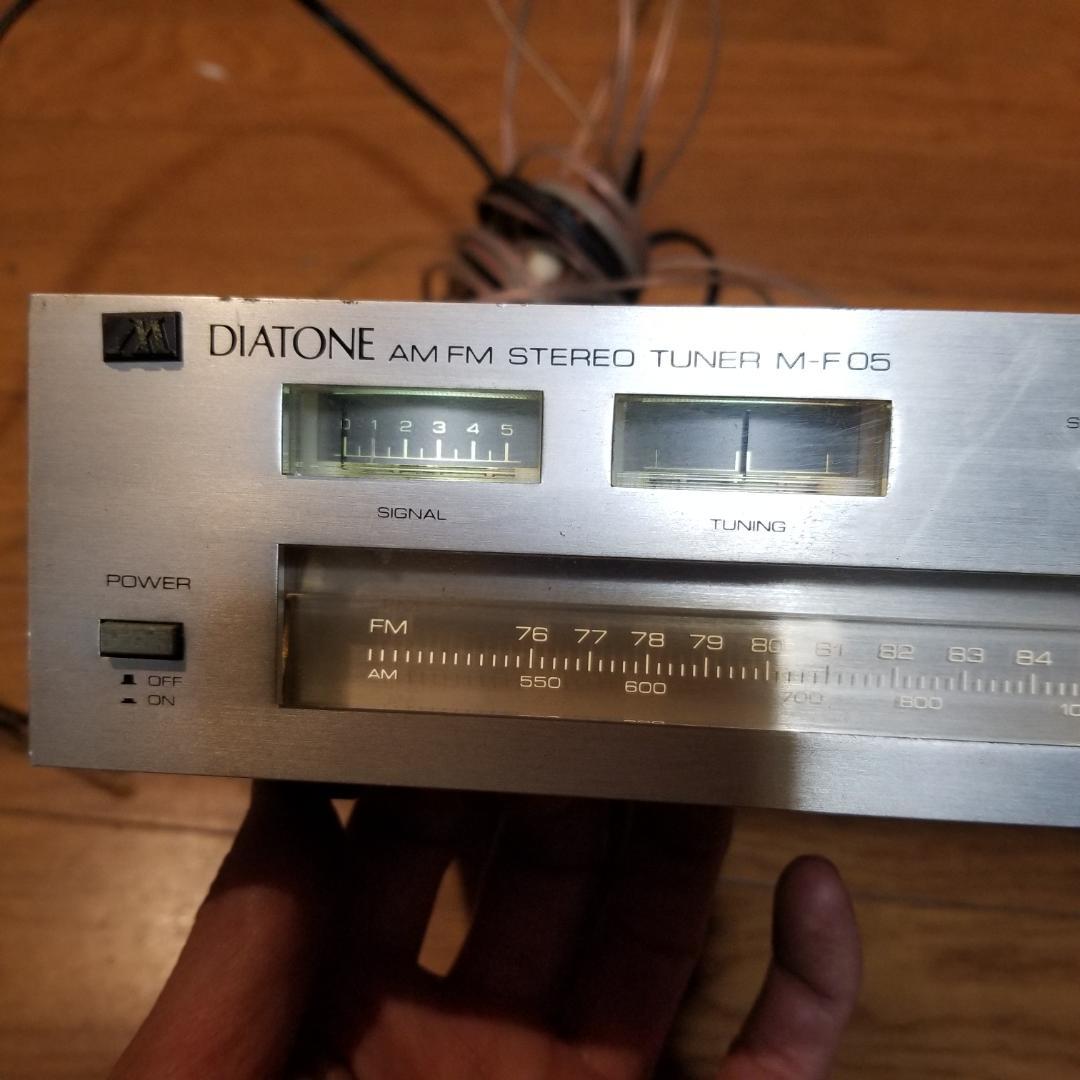 DIATONE AM FM STEREO TUNER M-F05
0 1 2 3 4 5
SIGNAL
TUNING
POWER
OFF
ON
FM 76 77 78 79 80 81 82 83 84
AM 550 600 700 800